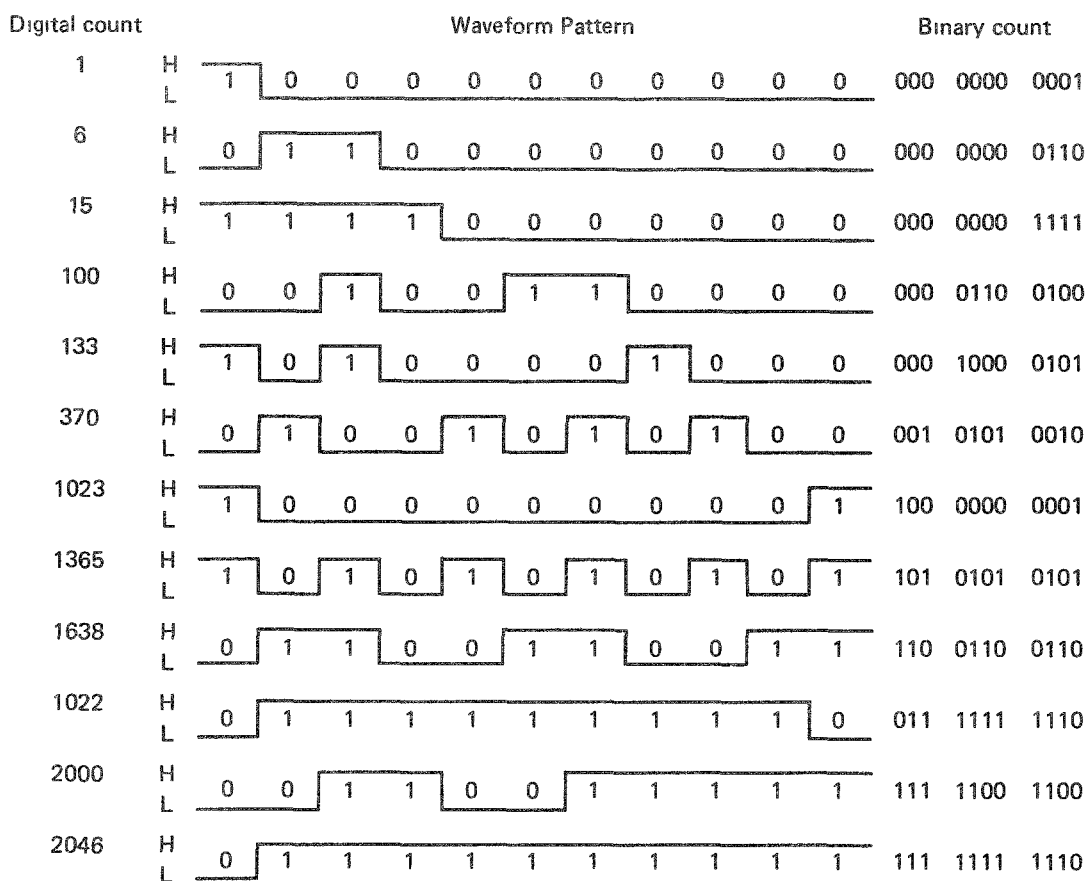 Digital count Waveform Pattern Binary count
1 H 1 0 0 0 0 0 0 0 0 0 0 000 0000 0001
L
6 H 0 1 1 0 0 0 0 0 0 0 0 000 0000 0110
L
15 H 1 1 1 1 0 0 0 0 0 0 0 000 0000 1111
L
100 H 0 0 1 0 0 1 1 0 0 0 0 000 0110 0100
L
133 H 1 0 1 0 0 0 0 1 0 0 0 000 1000 0101
L
370 H 0 1 0 0 1 0 1 0 1 0 0 001 0101 0010
L
1023 H 1 0 0 0 0 0 0 0 0 0 1 100 0000 0001
L
1365 H 1 0 1 0 1 0 1 0 1 0 1 101 0101 0101
L
1638 H 0 1 1 0 0 1 1 0 0 1 1 110 0110 0110
L
1022 H 0 1 1 1 1 1 1 1 1 1 0 011 1111 1110
L
2000 H 0 0 1 1 0 0 1 1 1 1 1 111 1100 1100
L
2046 H 0 1 1 1 1 1 1 1 1 1 1 111 1111 1110
L